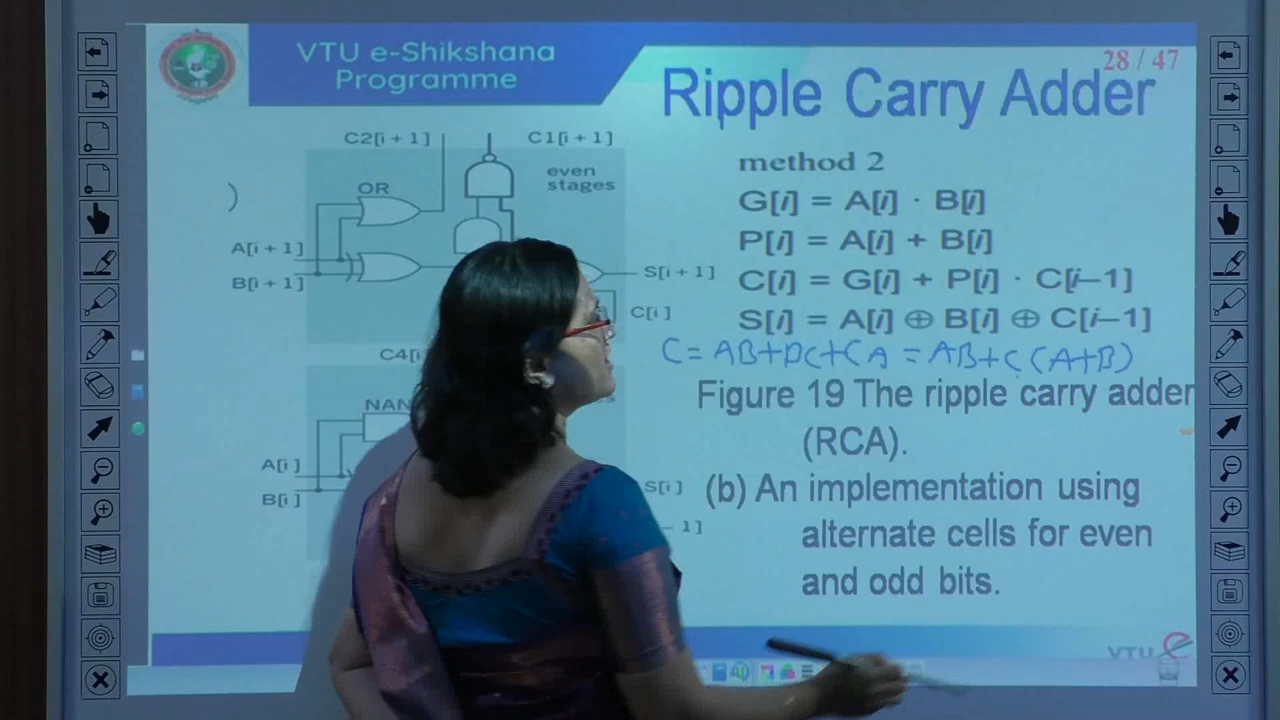 VTU e-Shikshana
Programme
28 / 47
Ripple Carry Adder
C2[i + 1]
C1[i + 1]
even
stages
OR
)
A[i + 1]
B[i + 1]
S[i + 1]
C[i]
C4[i
NAN
A[i]
B[i]
S[i]
- 1]
method 2
G[i] = A[i] · B[i]
P[i] = A[i] + B[i]
C[i] = G[i] + P[i] · C[i–1]
S[i] = A[i] ⊕ B[i] ⊕ C[i–1]
C = AB+BC+CA = AB+C(A+B)
Figure 19 The ripple carry adder
(RCA).
(b) An implementation using
alternate cells for even
and odd bits.
VTU e